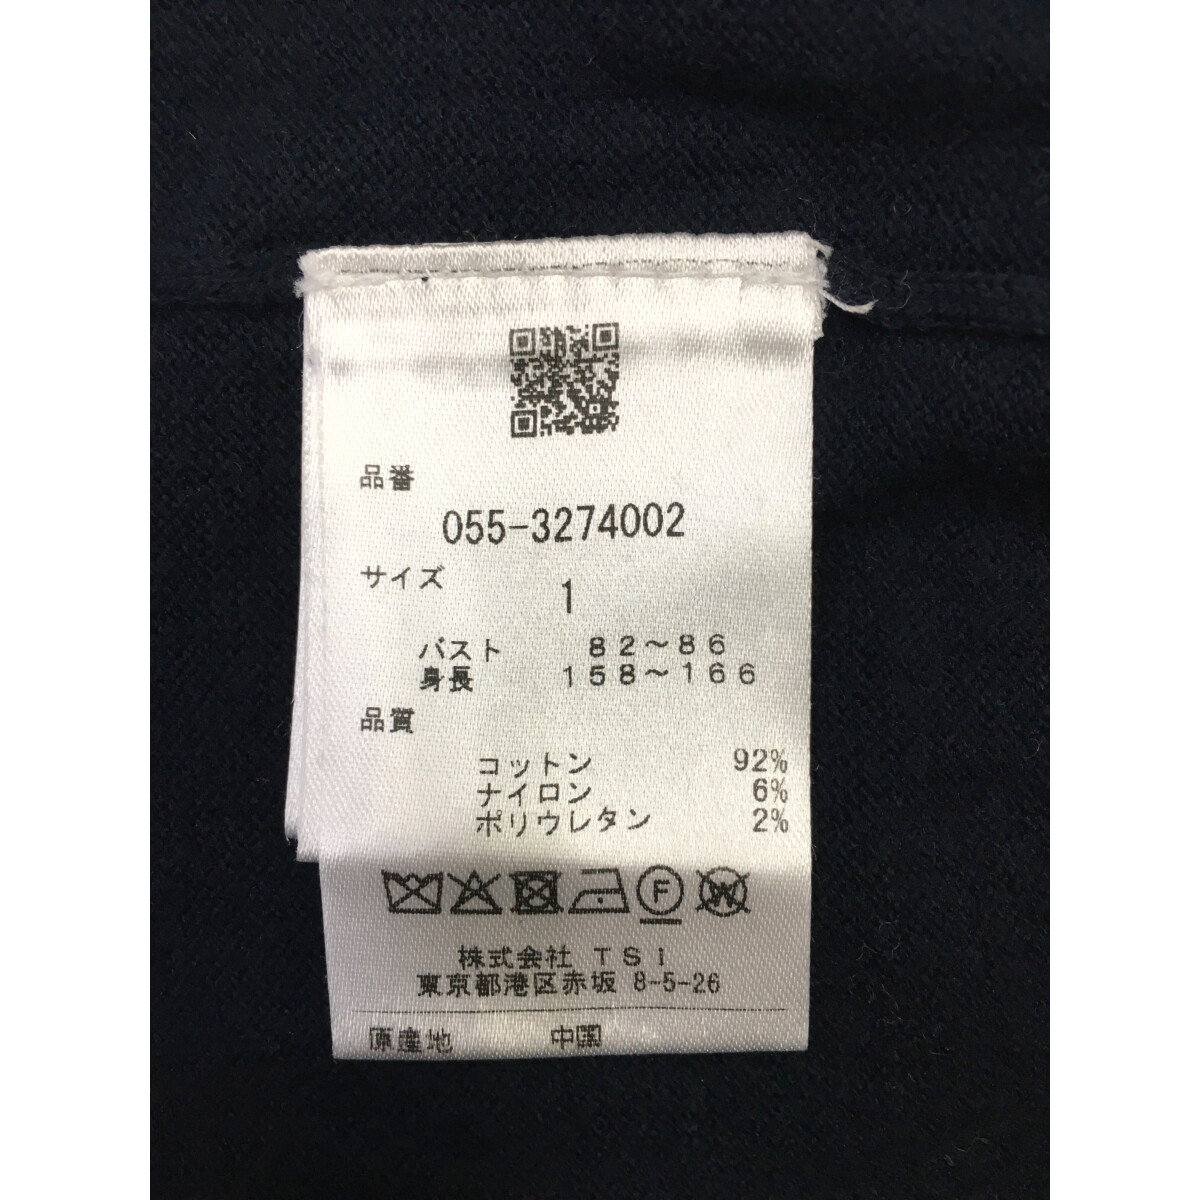 品番
055-3274002
サイズ
1
バスト 82～86
身長 158～166
品質
コットン 92%
ナイロン 6%
ポリウレタン 2%
F W
株式会社 TSI
東京都港区赤坂 8-5-26
原産地 中国